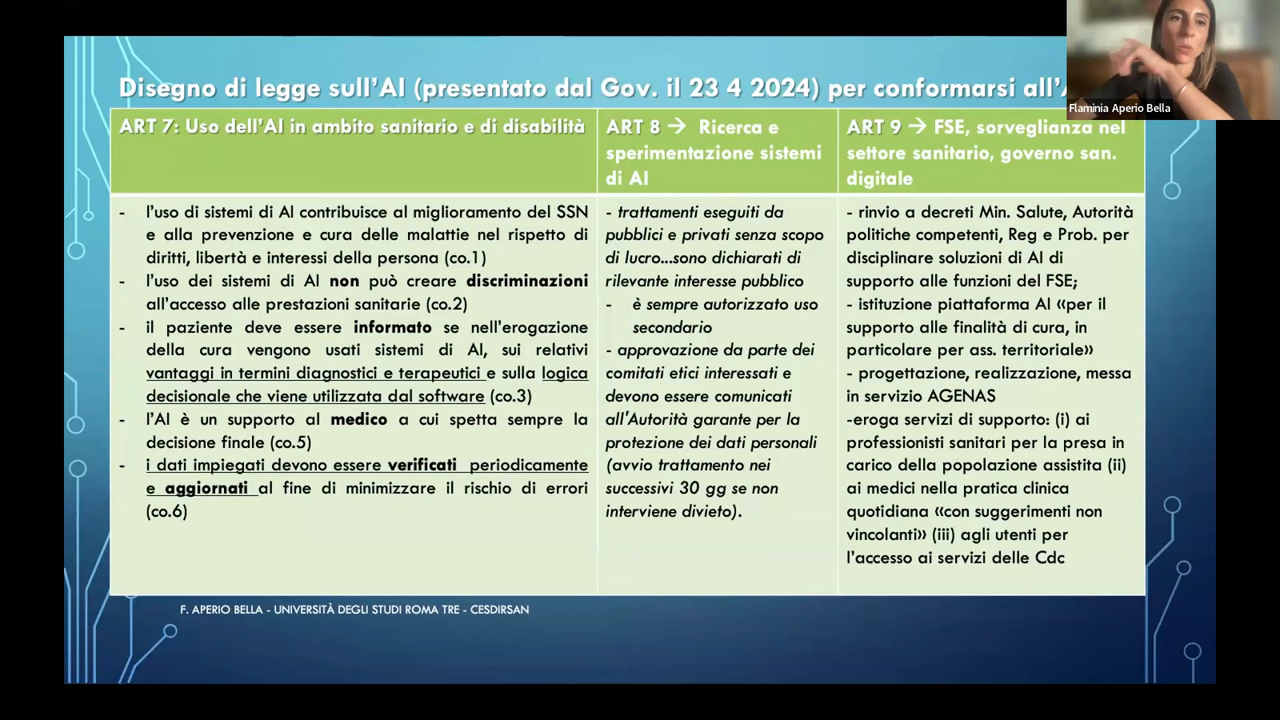 Disegno di legge sull'AI (presentato dal Gov. il 23 4 2024) per conformarsi
Flaminia Aperio Bella
ART 7: Uso dell'AI in ambito sanitario e di disabilità
ART 8 → Ricerca e
sperimentazione sistemi
di AI
ART 9 → FSE, sorveglianza nel
settore sanitario, governo san.
digitale
- l'uso di sistemi di AI contribuisce al miglioramento del SSN
e alla prevenzione e cura delle malattie nel rispetto di
diritti, libertà e interessi della persona (co.1)
- l'uso dei sistemi di AI non può creare discriminazioni
all'accesso alle prestazioni sanitarie (co.2)
- il paziente deve essere informato se nell'erogazione
della cura vengono usati sistemi di AI, sui relativi
vantaggi in termini diagnostici e terapeutici e sulla logica
decisionale che viene utilizzata dal software (co.3)
- l'AI è un supporto al medico a cui spetta sempre la
decisione finale (co.5)
- i dati impiegati devono essere verificati periodicamente
e aggiornati al fine di minimizzare il rischio di errori
(co.6)
- trattamenti eseguiti da
pubblici e privati senza scopo
di lucro...sono dichiarati di
rilevante interesse pubblico
- è sempre autorizzato uso
secondario
- approvazione da parte dei
comitati etici interessati e
devono essere comunicati
all'Autorità garante per la
protezione dei dati personali
(avvio trattamento nei
successivi 30 gg se non
interviene divieto).
- rinvio a decreti Min. Salute, Autorità
politiche competenti, Reg e Prob. per
disciplinare soluzioni di AI di
supporto alle funzioni del FSE;
- istituzione piattaforma AI «per il
supporto alle finalità di cura, in
particolare per ass. territoriale»
- progettazione, realizzazione, messa
in servizio AGENAS
-eroga servizi di supporto: (i) ai
professionisti sanitari per la presa in
carico della popolazione assistita (ii)
ai medici nella pratica clinica
quotidiana «con suggerimenti non
vincolanti» (iii) agli utenti per
l'accesso ai servizi delle Cdc
F. APERIO BELLA - UNIVERSITÀ DEGLI STUDI ROMA TRE - CESDIRSAN